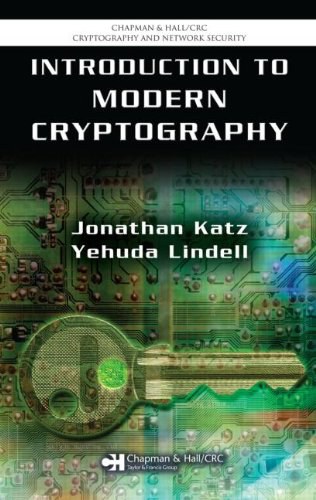 CHAPMAN & HALL/CRC
CRYPTOGRAPHY AND NETWORK SECURITY
INTRODUCTION TO
MODERN
CRYPTOGRAPHY
Jonathan Katz
Yehuda Lindell
Chapman & Hall/CRC
Taylor & Francis Group